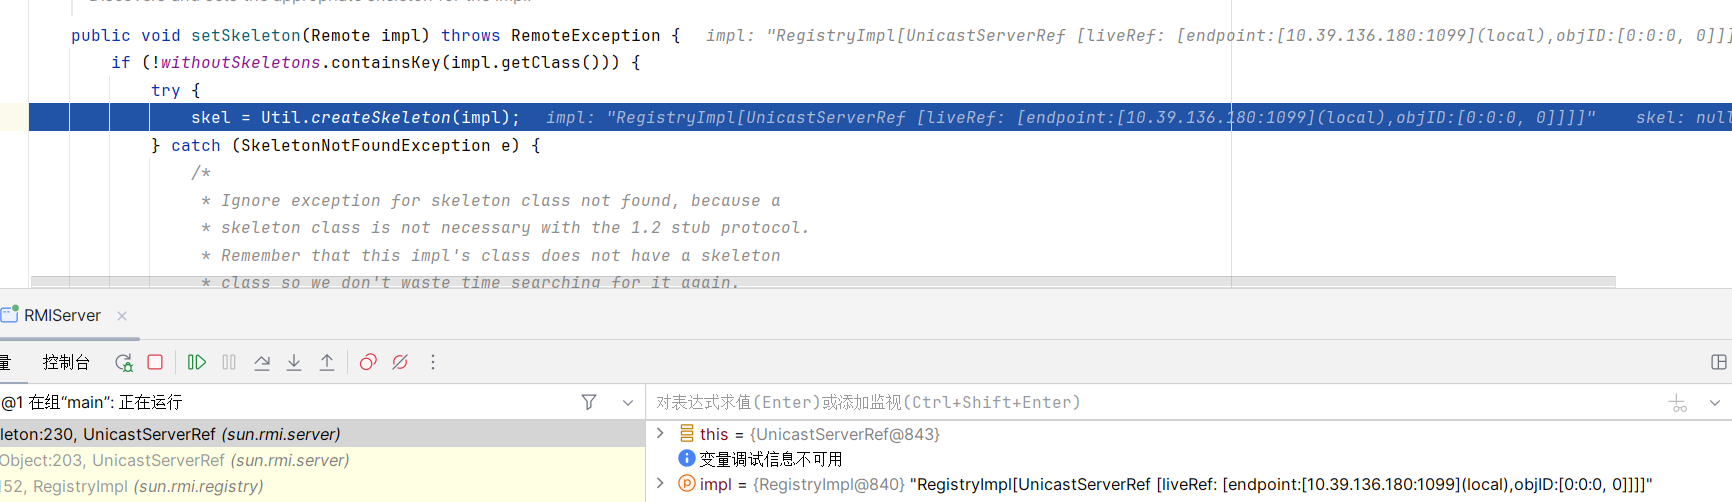 public void setSkeleton(Remote impl) throws RemoteException {   impl: "RegistryImpl[UnicastServerRef [liveRef: [endpoint:[10.39.136.180:1099](local),objID:[0:0:0, 0]]]]
if (!withoutSkeletons.containsKey(impl.getClass())) {
try {
skel = Util.createSkeleton(impl);   impl: "RegistryImpl[UnicastServerRef [liveRef: [endpoint:[10.39.136.180:1099](local),objID:[0:0:0, 0]]]]"   skel: null
} catch (SkeletonNotFoundException e) {
/*
* Ignore exception for skeleton class not found, because a
* skeleton class is not necessary with the 1.2 stub protocol.
* Remember that this impl's class does not have a skeleton
* class so we don't waste time searching for it again.
RMIServer
量 控制台
@1 在组“main”: 正在运行
对表达式求值(Enter)或添加监视(Ctrl+Shift+Enter)
leton:230, UnicastServerRef (sun.rmi.server)
this = {UnicastServerRef@843}
Object:203, UnicastServerRef (sun.rmi.server)
变量调试信息不可用
152, RegistryImpl (sun.rmi.registry)
impl = {RegistryImpl@840} "RegistryImpl[UnicastServerRef [liveRef: [endpoint:[10.39.136.180:1099](local),objID:[0:0:0, 0]]]]"